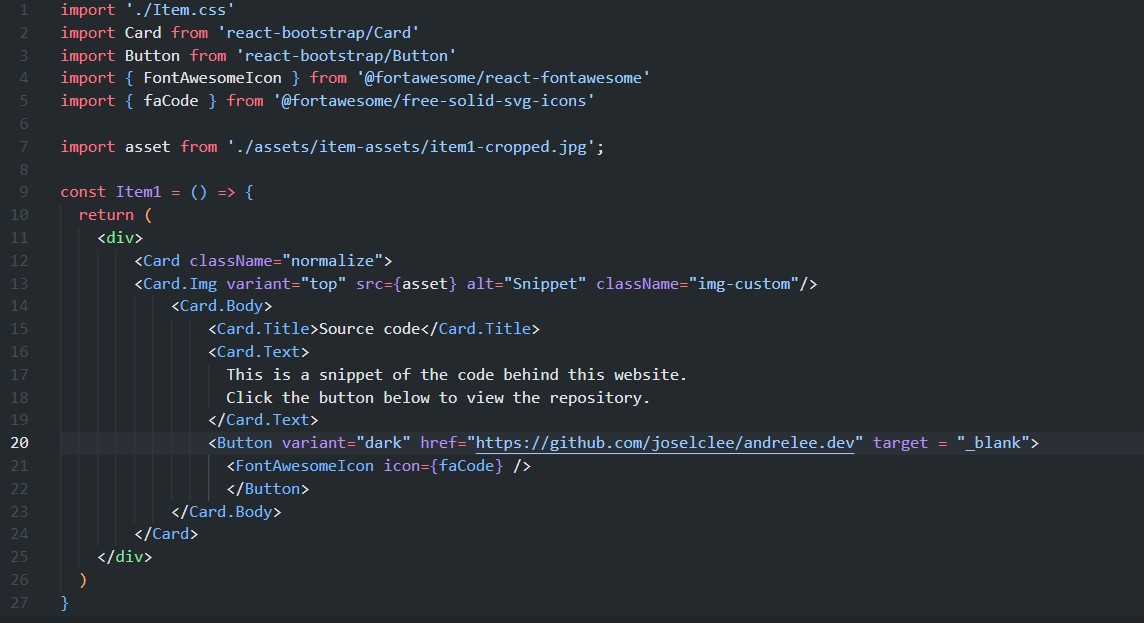 1 import './Item.css'
2 import Card from 'react-bootstrap/Card'
3 import Button from 'react-bootstrap/Button'
4 import { FontAwesomeIcon } from '@fortawesome/react-fontawesome'
5 import { faCode } from '@fortawesome/free-solid-svg-icons'
6
7 import asset from './assets/item-assets/item1-cropped.jpg';
8
9 const Item1 = () => {
10   return (
11     <div>
12         <Card className="normalize">
13         <Card.Img variant="top" src={asset} alt="Snippet" className="img-custom"/>
14             <Card.Body>
15                 <Card.Title>Source code</Card.Title>
16                 <Card.Text>
17                   This is a snippet of the code behind this website.
18                   Click the button below to view the repository.
19                 </Card.Text>
20                 <Button variant="dark" href="https://github.com/joselclee/andrelee.dev" target = "_blank">
21                   <FontAwesomeIcon icon={faCode} />
22                   </Button>
23             </Card.Body>
24         </Card>
25     </div>
26   )
27 }